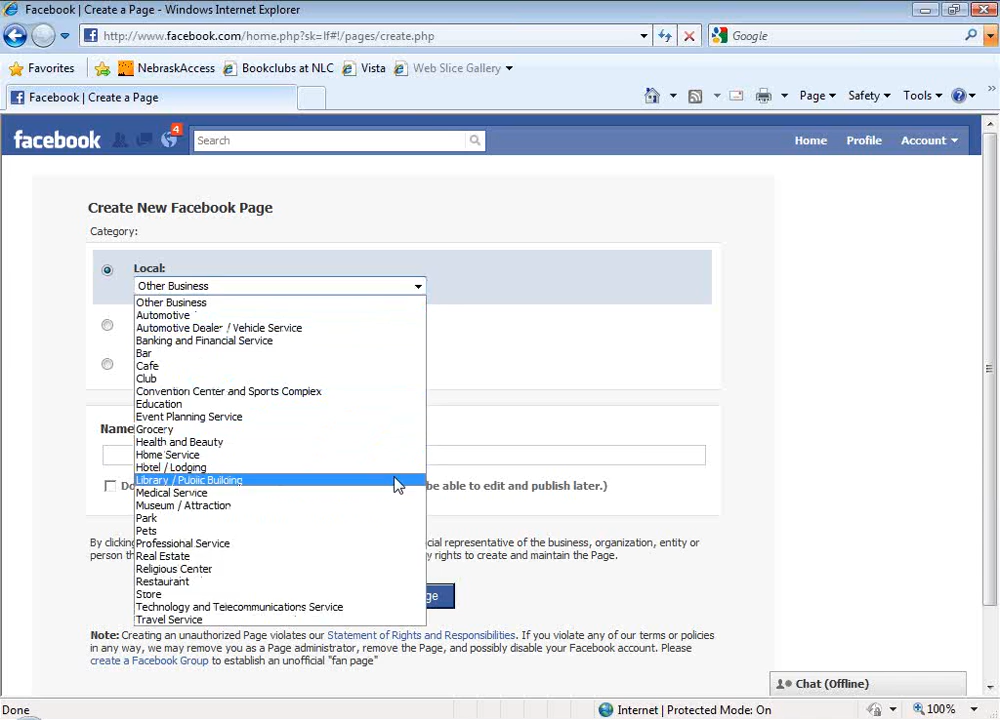 Facebook | Create a Page - Windows Internet Explorer
http://www.facebook.com/home.php?sk=lf#!/pages/create.php
Google
Favorites NebraskAccess Bookclubs at NLC Vista Web Slice Gallery
Facebook | Create a Page
Page Safety Tools
facebook 4 Search Home Profile Account
Create New Facebook Page
Category:
Local:
Other Business
Other Business
Automotive
Automotive Dealer / Vehicle Service
Banking and Financial Service
Bar
Cafe
Club
Convention Center and Sports Complex
Education
Event Planning Service
Grocery
Name
Health and Beauty
Home Service
Hotel / Lodging
Library / Public Building
Do be able to edit and publish later.)
Medical Service
Museum / Attraction
Park
Pets
Professional Service
Real Estate
Religious Center
Restaurant
Store
Technology and Telecommunications Service
Travel Service
By clicking cial representative of the business, organization, entity or
person th y rights to create and maintain the Page.
ge
Note: Creating an unauthorized Page violates our Statement of Rights and Responsibilities. If you violate any of our terms or policies
in any way, we may remove you as a Page administrator, remove the Page, and possibly disable your Facebook account. Please
create a Facebook Group to establish an unofficial "fan page"
Chat (Offline)
Done Internet | Protected Mode: On 100%